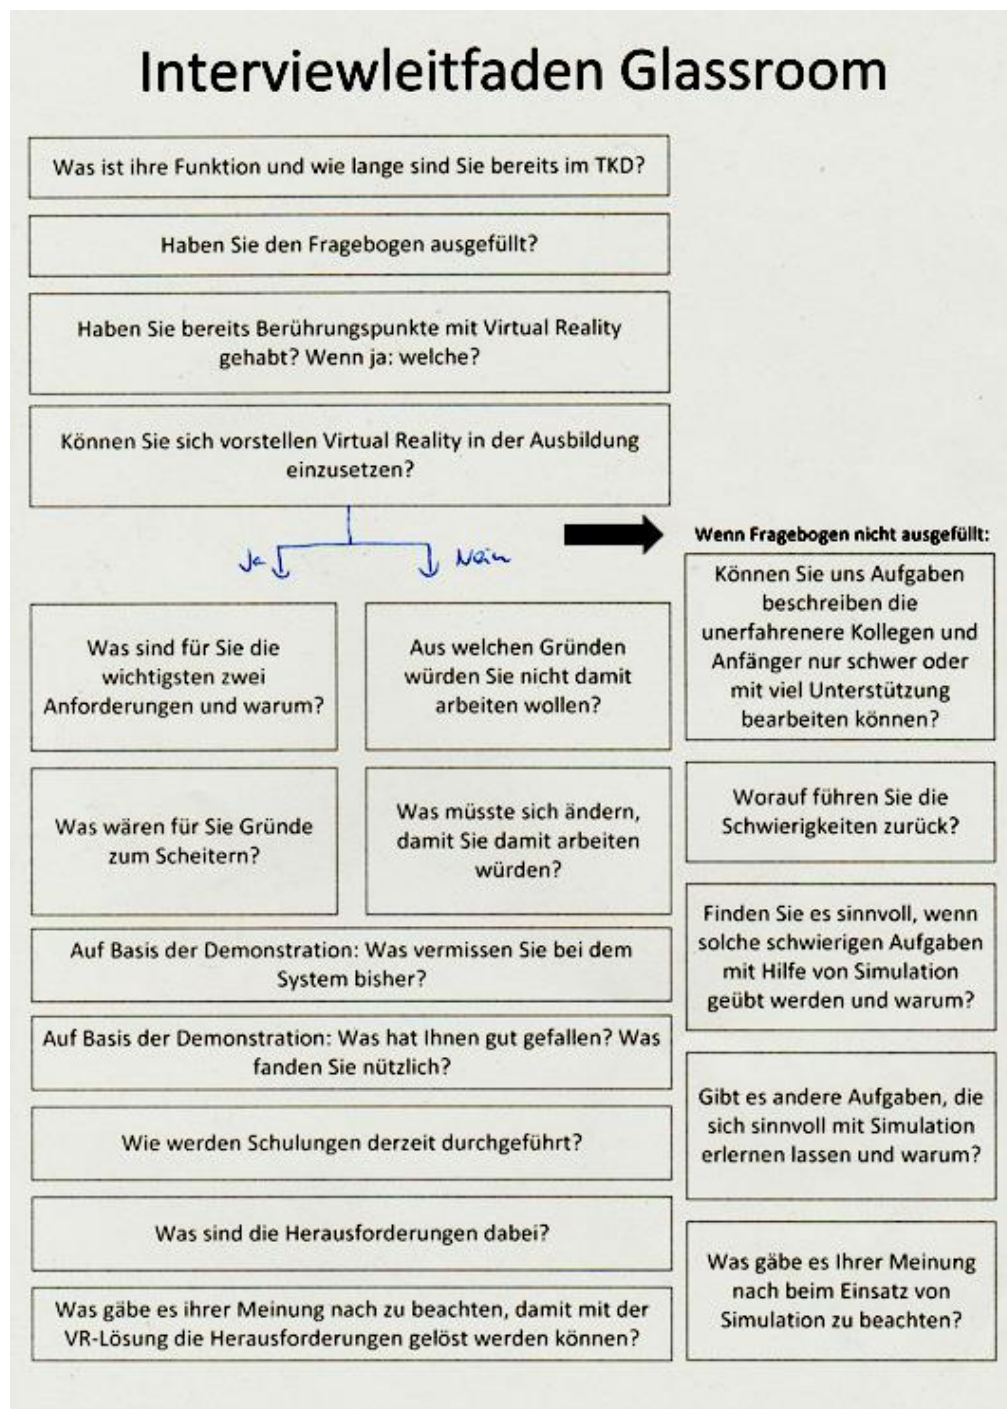 Interviewleitfaden Glassroom
Was ist ihre Funktion und wie lange sind Sie bereits im TKD?
Haben Sie den Fragebogen ausgefüllt?
Haben Sie bereits Berührungspunkte mit Virtual Reality
gehabt? Wenn ja: welche?
Können Sie sich vorstellen Virtual Reality in der Ausbildung
einzusetzen?
Ja
Nein
Was sind für Sie die
wichtigsten zwei
Anforderungen und warum?
Aus welchen Gründen
würden Sie nicht damit
arbeiten wollen?
Was wären für Sie Gründe
zum Scheitern?
Was müsste sich ändern,
damit Sie damit arbeiten
würden?
Auf Basis der Demonstration: Was vermissen Sie bei dem
System bisher?
Auf Basis der Demonstration: Was hat Ihnen gut gefallen? Was
fanden Sie nützlich?
Wie werden Schulungen derzeit durchgeführt?
Was sind die Herausforderungen dabei?
Was gäbe es ihrer Meinung nach zu beachten, damit mit der
VR-Lösung die Herausforderungen gelöst werden können?
Wenn Fragebogen nicht ausgefüllt:
Können Sie uns Aufgaben
beschreiben die
unerfahrenere Kollegen und
Anfänger nur schwer oder
mit viel Unterstützung
bearbeiten können?
Worauf führen Sie die
Schwierigkeiten zurück?
Finden Sie es sinnvoll, wenn
solche schwierigen Aufgaben
mit Hilfe von Simulation
geübt werden und warum?
Gibt es andere Aufgaben, die
sich sinnvoll mit Simulation
erlernen lassen und warum?
Was gäbe es Ihrer Meinung
nach beim Einsatz von
Simulation zu beachten?